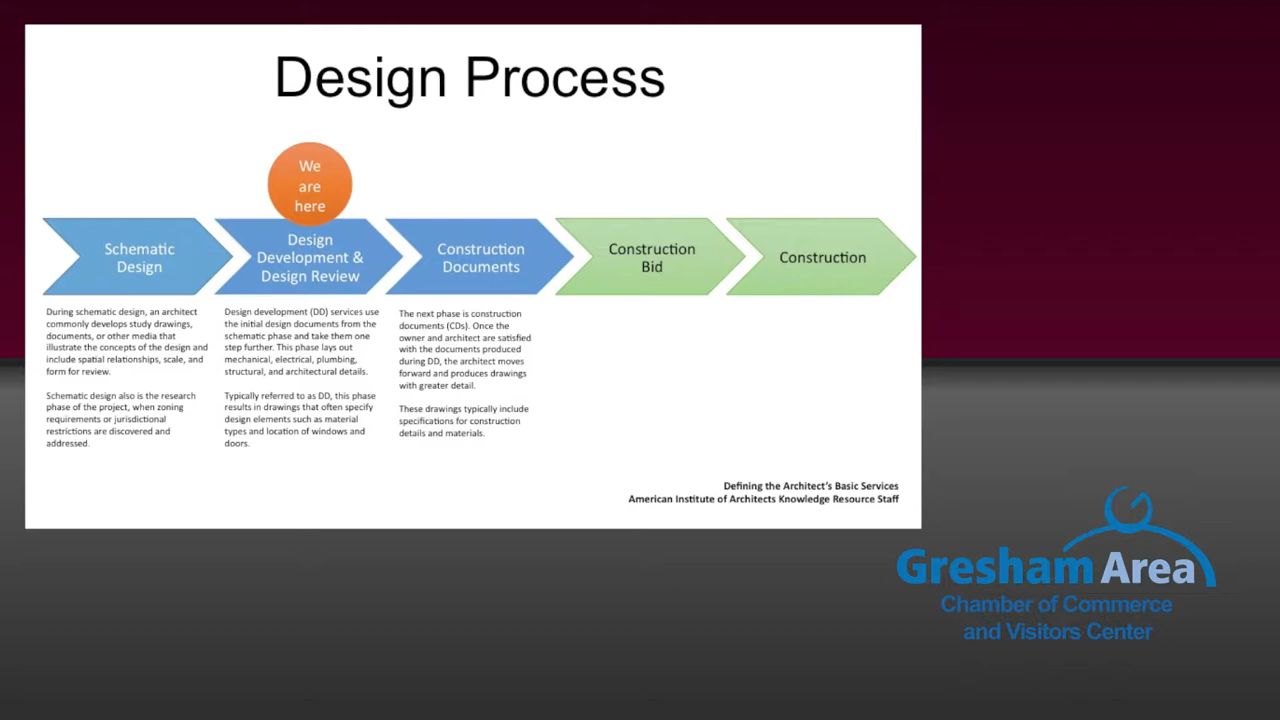 Design Process
We
are
here
Schematic
Design
Design
Development &
Design Review
Construction
Documents
Construction
Bid
Construction
During schematic design, an architect
commonly develops study drawings,
documents, or other media that
illustrate the concepts of the design and
include spatial relationships, scale, and
form for review.
Schematic design also is the research
phase of the project, when zoning
requirements or jurisdictional
restrictions are discovered and
addressed.
Design development (DD) services use
the initial design documents from the
schematic phase and take them one
step further. This phase lays out
mechanical, electrical, plumbing,
structural, and architectural details.
Typically referred to as DD, this phase
results in drawings that often specify
design elements such as material
types and location of windows and
doors.
The next phase is construction
documents (CDs). Once the
owner and architect are satisfied
with the documents produced
during DD, the architect moves
forward and produces drawings
with greater detail.
These drawings typically include
specifications for construction
details and materials.
Defining the Architect's Basic Services
American Institute of Architects Knowledge Resource Staff
Gresham Area
Chamber of Commerce
and Visitors Center